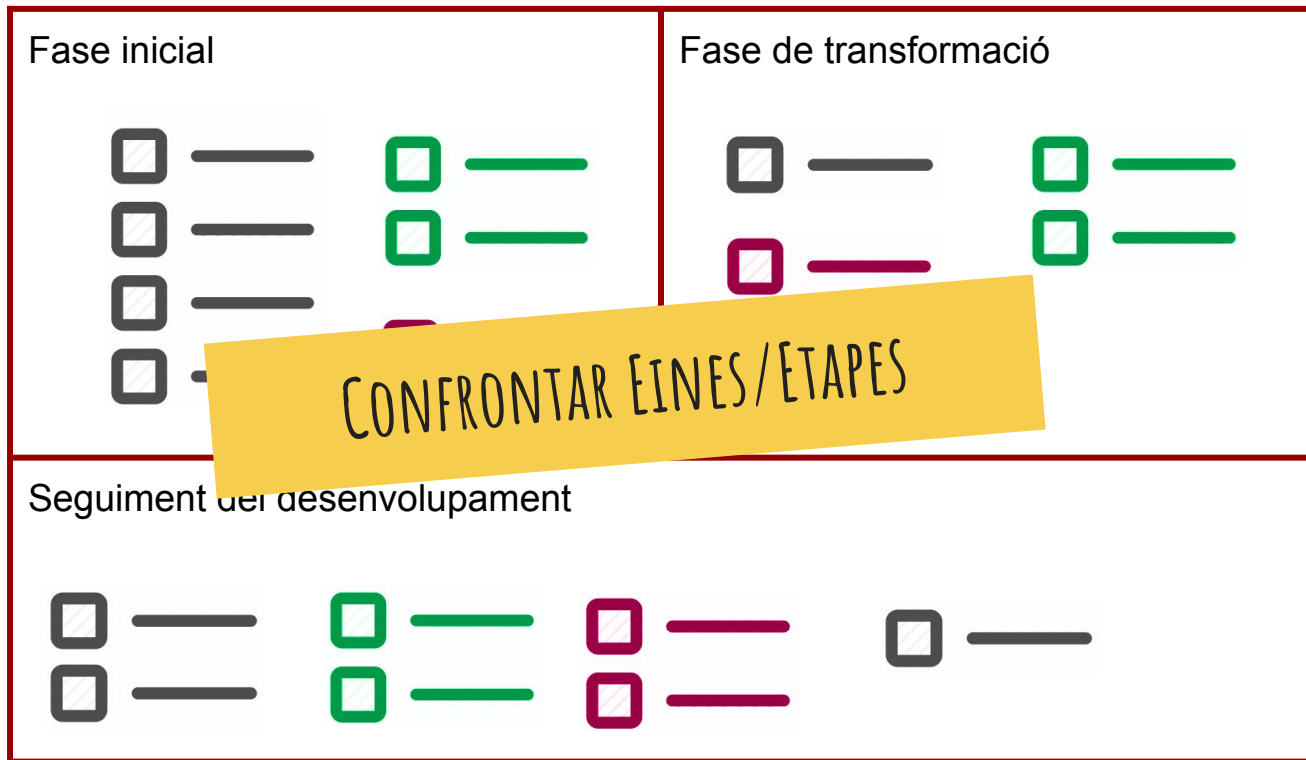 Fase inicial
Fase de transformació
Confrontar Eines/Etapes
Seguiment del desenvolupament